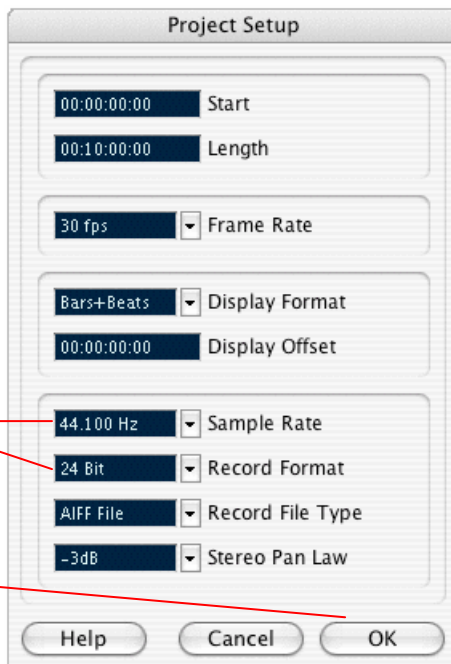 Project Setup
00:00:00:00 Start
00:10:00:00 Length
30 fps Frame Rate
Bars+Beats Display Format
00:00:00:00 Display Offset
44.100 Hz Sample Rate
24 Bit Record Format
AIFF File Record File Type
-3dB Stereo Pan Law
Help Cancel OK